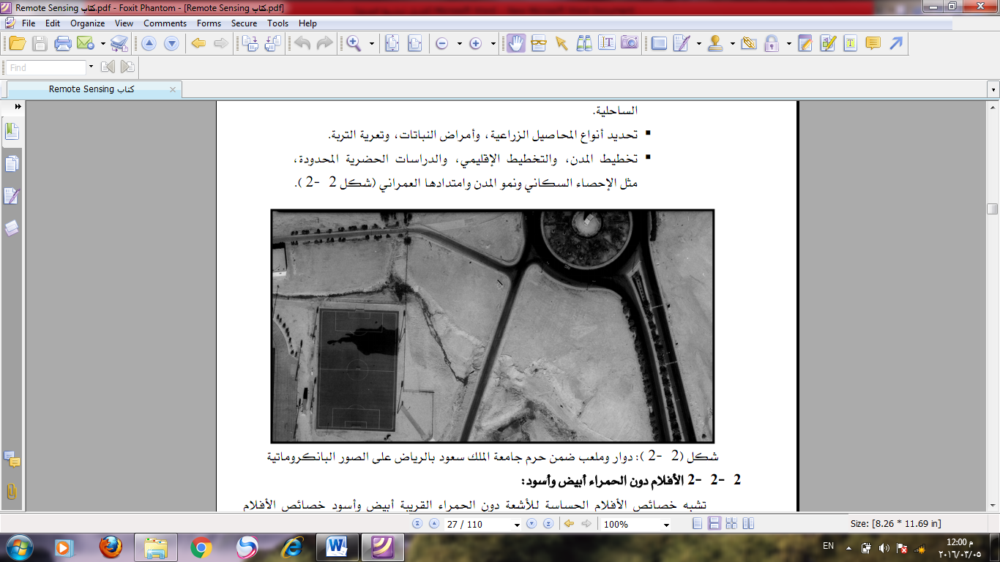 Remote Sensing كتاب.pdf - Foxit Phantom - [Remote Sensing كتاب.pdf]
File Edit Organize View Comments Forms Secure Tools Help
Find
Remote Sensing كتاب
الساحلية.
▪ تحديد أنواع المحاصيل الزراعية، وأمراض النباتات، وتعرية التربة.
▪ تخطيط المدن، والتخطيط الإقليمي، والدراسات الحضرية المحدودة،
مثل الإحصاء السكاني ونمو المدن وامتدادها العمراني (شكل 2 -2 ).
شكل (2 -2 ): دوار وملعب ضمن حرم جامعة الملك سعود بالرياض على الصور البانكروماتية
2 -2 -2 الأفلام دون الحمراء أبيض وأسود:
تشبه خصائص الأفلام الحساسة للأشعة دون الحمراء القريبة أبيض وأسود خصائص الأفلام
27 / 110
100%
Size: [8.26 * 11.69 in]
EN
12:00 م
٢٠١٦/٠٢/٠٥